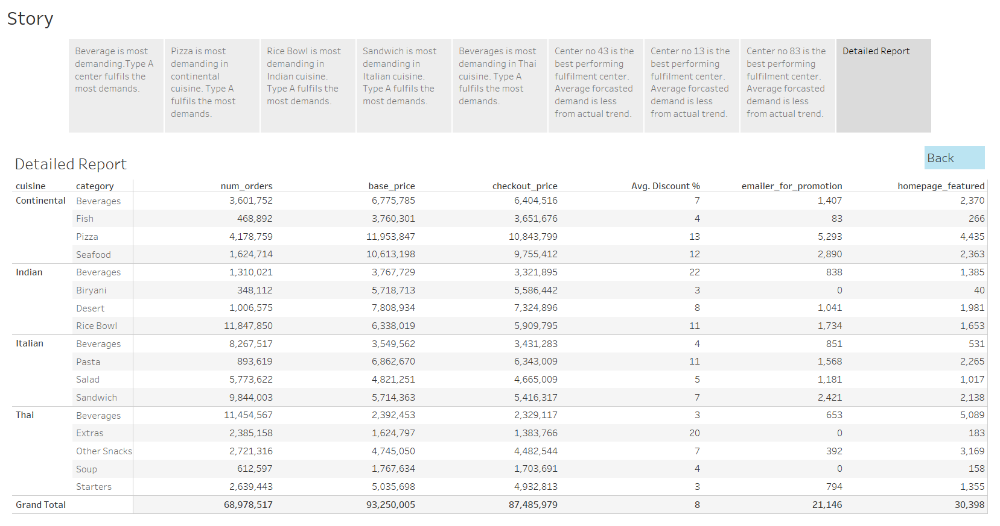 Story
Beverage is most
demanding.Type A
center fulfils the
most demands.
Pizza is most
demanding in
continental
cuisine. Type A
fulfils the most
demands.
Rice Bowl is most
demanding in
Indian cuisine.
Type A fulfils the
most demands.
Sandwich is most
demanding in
Italian cuisine.
Type A fulfils the
most demands.
Beverages is most
demanding in Thai
cuisine. Type A
fulfils the most
demands.
Center no 43 is the
best performing
fulfilment center.
Average forcasted
demand is less
from actual trend.
Center no 13 is the
best performing
fulfilment center.
Average forcasted
demand is less
from actual trend.
Center no 83 is the
best performing
fulfilment center.
Average forcasted
demand is less
from actual trend.
Detailed Report
Back
Detailed Report
cuisine category num_orders base_price checkout_price Avg. Discount % emailer_for_promotion homepage_featured
Continental Beverages 3,601,752 6,775,785 6,404,516 7 1,407 2,370
Fish 468,892 3,760,301 3,651,676 4 83 266
Pizza 4,178,759 11,953,847 10,843,799 13 5,293 4,435
Seafood 1,624,714 10,613,198 9,755,412 12 2,890 2,363
Indian Beverages 1,310,021 3,767,729 3,321,895 22 838 1,385
Biryani 348,112 5,718,713 5,586,442 3 0 40
Desert 1,006,575 7,808,934 7,324,896 8 1,041 1,981
Rice Bowl 11,847,850 6,338,019 5,909,795 11 1,734 1,653
Italian Beverages 8,267,517 3,549,562 3,431,283 4 851 531
Pasta 893,619 6,862,670 6,343,009 11 1,568 2,265
Salad 5,773,622 4,821,251 4,665,009 5 1,181 1,017
Sandwich 9,844,003 5,714,363 5,416,317 7 2,421 2,138
Thai Beverages 11,454,567 2,392,453 2,329,117 3 653 5,089
Extras 2,385,158 1,624,797 1,383,766 20 0 183
Other Snacks 2,721,316 4,745,050 4,482,544 7 392 3,169
Soup 612,597 1,767,634 1,703,691 4 0 158
Starters 2,639,443 5,035,698 4,932,813 3 794 1,355
Grand Total 68,978,517 93,250,005 87,485,979 8 21,146 30,398